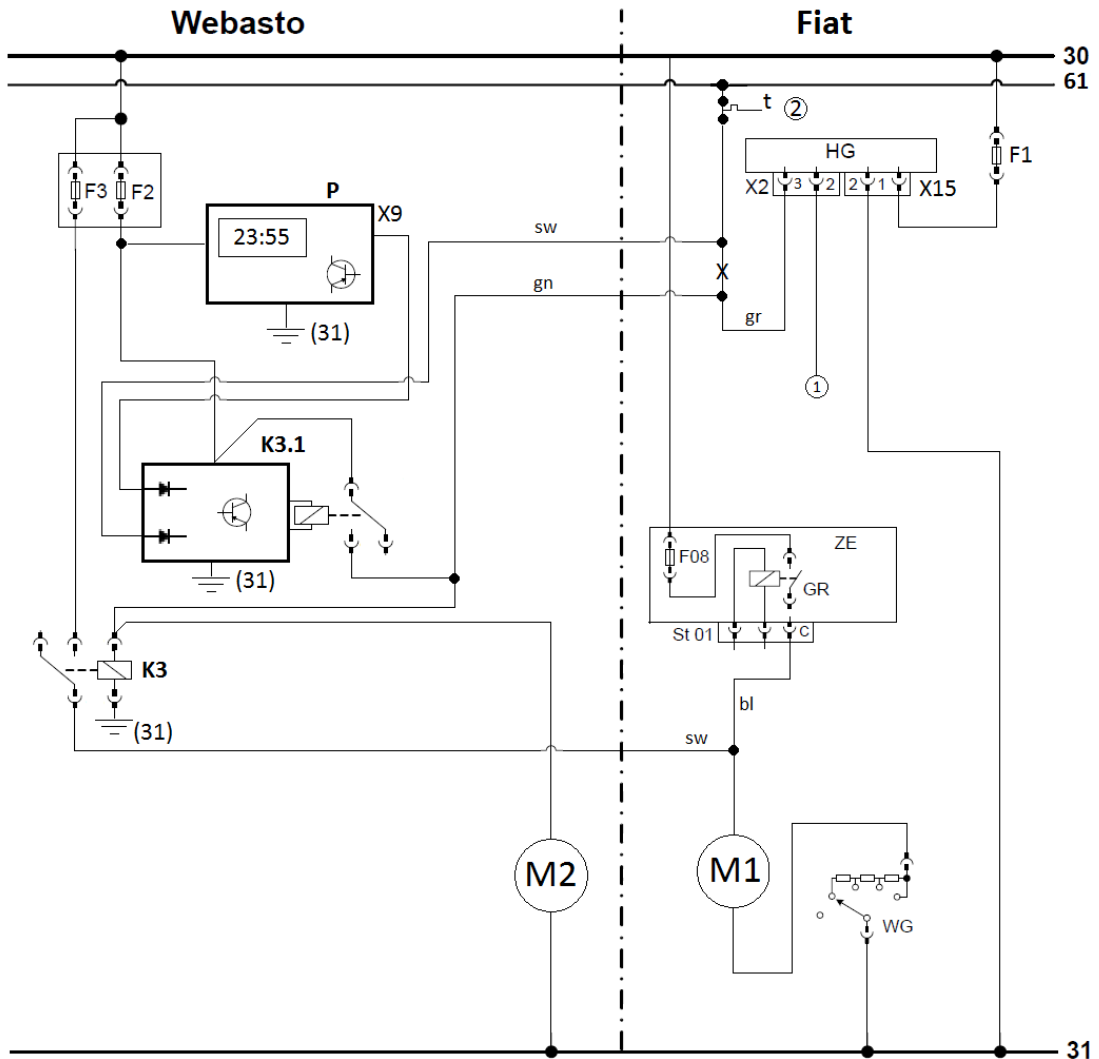 Webasto
Fiat
30
61
t
2
HG
F1
F3
F2
P
X2
3
2
2
1
X15
X9
23:55
sw
X
gn
(31)
gr
1
K3.1
ZE
F08
(31)
GR
St 01
C
K3
bl
(31)
sw
M2
M1
WG
31